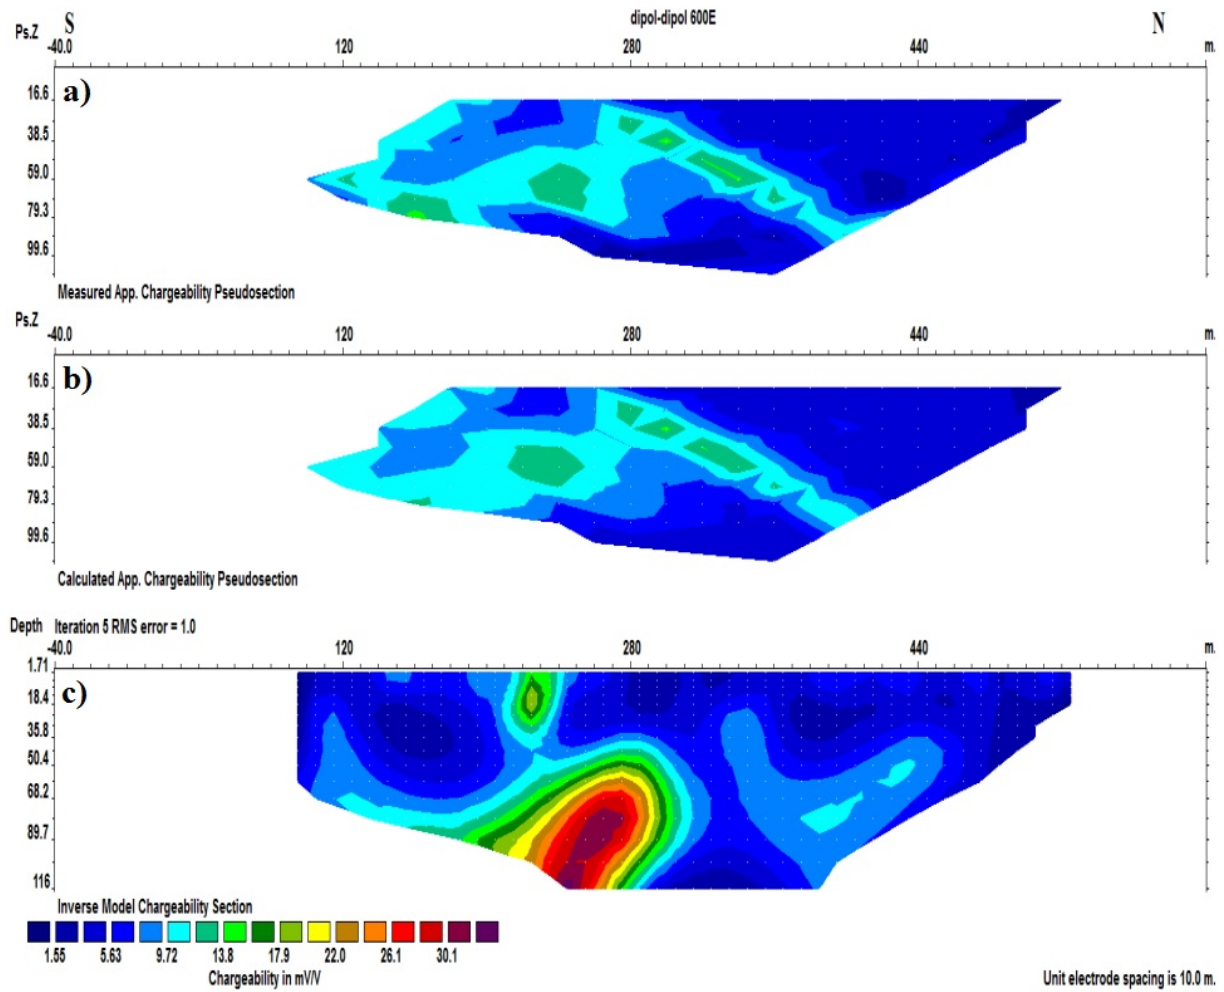 S dipol-dipol 600E N
Ps.Z
-40.0 120 280 440 m.
a)
16.6
38.5
59.0
79.3
99.6
Measured App. Chargeability Pseudosection
Ps.Z
-40.0 120 280 440 m.
b)
16.6
38.5
59.0
79.3
99.6
Calculated App. Chargeability Pseudosection
Depth Iteration 5 RMS error = 1.0
-40.0 120 280 440 m.
c)
1.71
18.4
35.8
50.4
68.2
89.7
116
Inverse Model Chargeability Section
1.55 5.63 9.72 13.8 17.9 22.0 26.1 30.1
Chargeability in mV/V
Unit electrode spacing is 10.0 m.